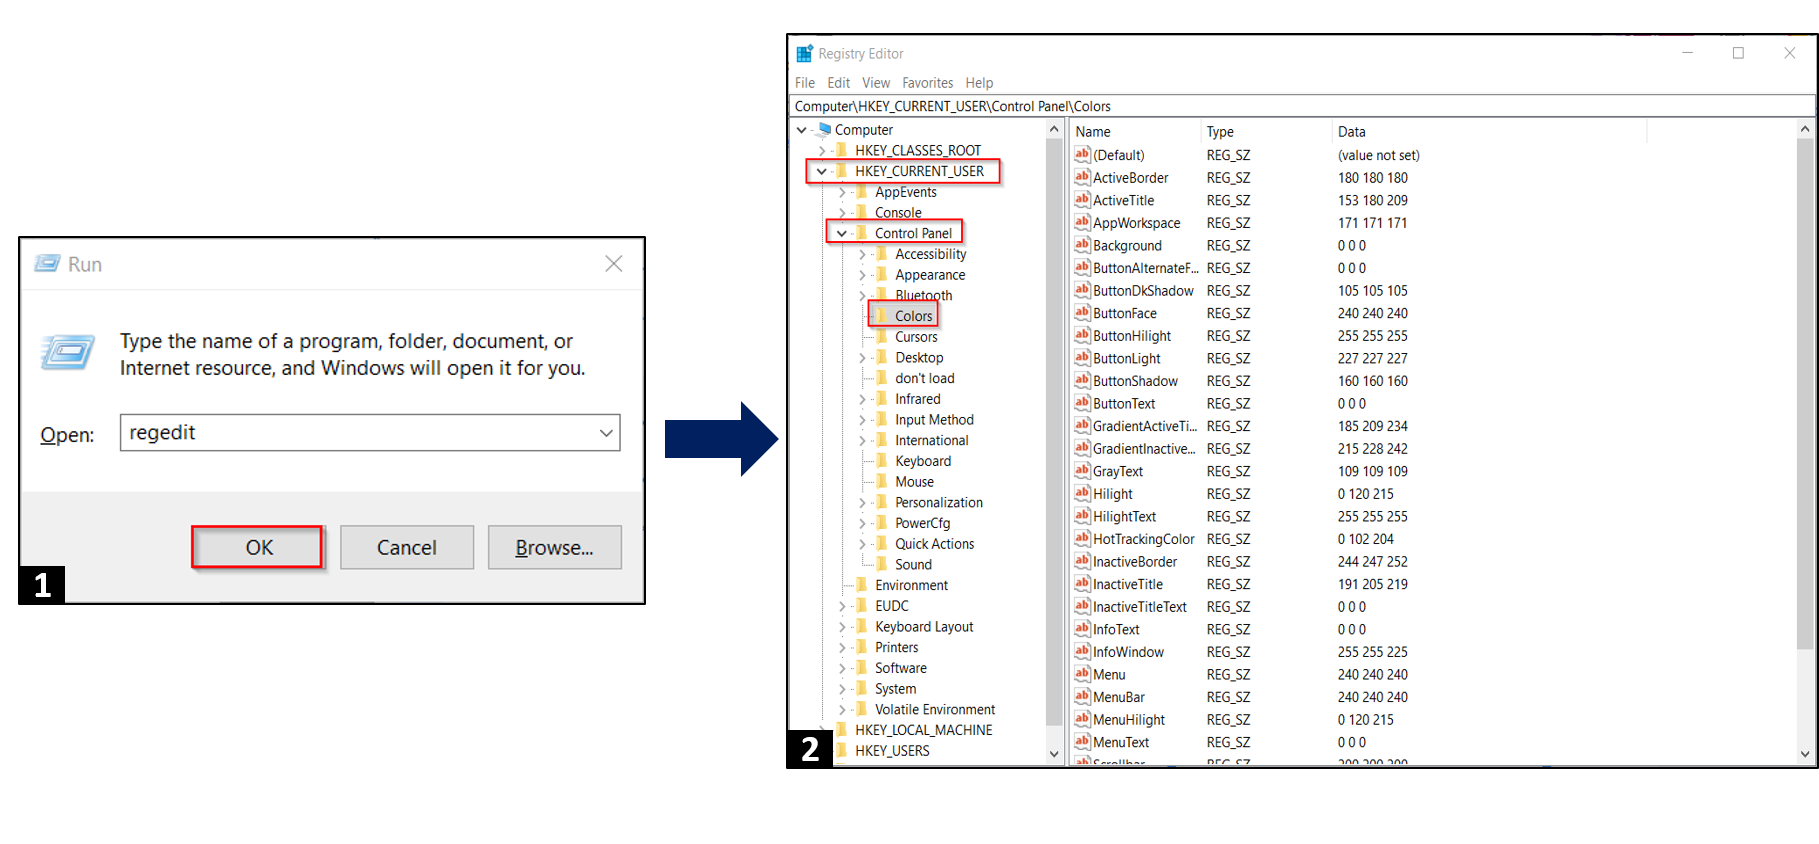 Run
Type the name of a program, folder, document, or
Internet resource, and Windows will open it for you.
Open:
regedit
OK
Cancel
Browse...
1
Registry Editor
File Edit View Favorites Help
Computer\HKEY_CURRENT_USER\Control Panel\Colors
Computer
HKEY_CLASSES_ROOT
HKEY_CURRENT_USER
AppEvents
Console
Control Panel
Accessibility
Appearance
Bluetooth
Colors
Cursors
Desktop
don't load
Infrared
Input Method
International
Keyboard
Mouse
Personalization
PowerCfg
Quick Actions
Sound
Environment
EUDC
Keyboard Layout
Printers
Software
System
Volatile Environment
HKEY_LOCAL_MACHINE
HKEY_USERS
2
Name Type Data
(Default) REG_SZ (value not set)
ActiveBorder REG_SZ 180 180 180
ActiveTitle REG_SZ 153 180 209
AppWorkspace REG_SZ 171 171 171
Background REG_SZ 0 0 0
ButtonAlternateF... REG_SZ 0 0 0
ButtonDkShadow REG_SZ 105 105 105
ButtonFace REG_SZ 240 240 240
ButtonHilight REG_SZ 255 255 255
ButtonLight REG_SZ 227 227 227
ButtonShadow REG_SZ 160 160 160
ButtonText REG_SZ 0 0 0
GradientActiveTi... REG_SZ 185 209 234
GradientInactive... REG_SZ 215 228 242
GrayText REG_SZ 109 109 109
Hilight REG_SZ 0 120 215
HilightText REG_SZ 255 255 255
HotTrackingColor REG_SZ 0 102 204
InactiveBorder REG_SZ 244 247 252
InactiveTitle REG_SZ 191 205 219
InactiveTitleText REG_SZ 0 0 0
InfoText REG_SZ 0 0 0
InfoWindow REG_SZ 255 255 225
Menu REG_SZ 240 240 240
MenuBar REG_SZ 240 240 240
MenuHilight REG_SZ 0 120 215
MenuText REG_SZ 0 0 0
Scrollbar REG_SZ 200 200 200